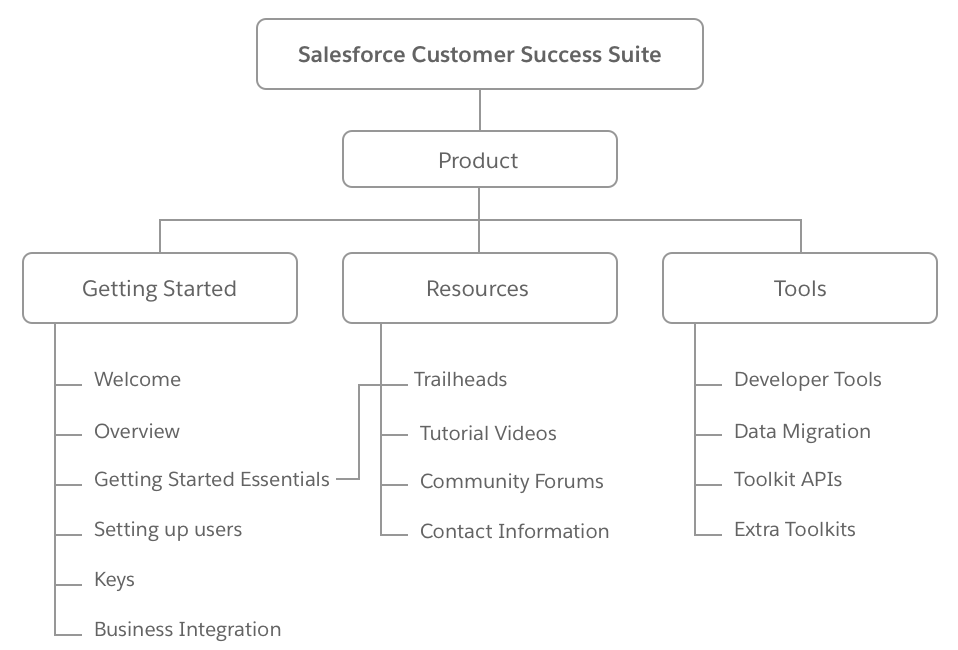 Salesforce Customer Success Suite
Product
Getting Started
Resources
Tools
Welcome
Overview
Getting Started Essentials
Setting up users
Keys
Business Integration
Trailheads
Tutorial Videos
Community Forums
Contact Information
Developer Tools
Data Migration
Toolkit APIs
Extra Toolkits